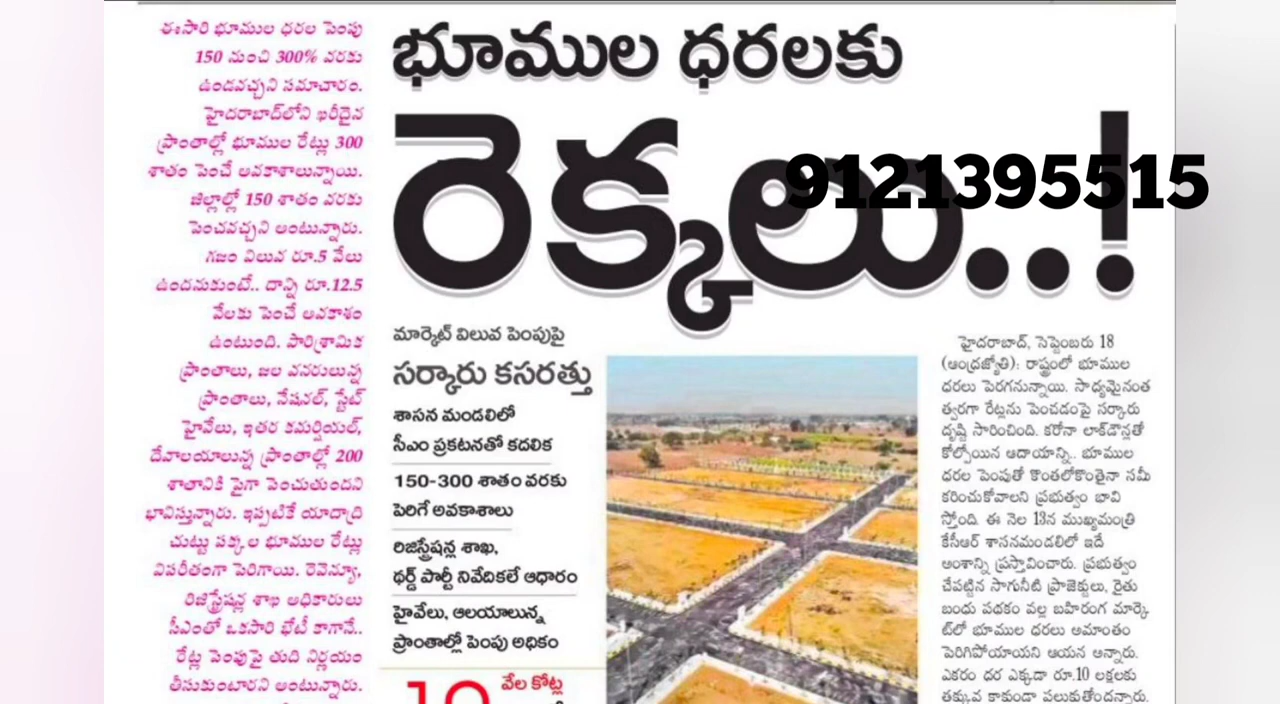 ఈసారి భూముల ధరల పెంపు
150 నుంచి 300% వరకు
ఉండవచ్చని సమాచారం.
హైదరాబాద్‌లోని ఖరీదైన
ప్రాంతాల్లో భూముల రేట్లు 300
శాతం పెంచే అవకాశాలున్నాయి.
జిల్లాల్లో 150 శాతం వరకు
పెంచవచ్చని అంటున్నారు.
గజం విలువ రూ.5 వేలు
ఉందనుకుంటే.. దాన్ని రూ.12.5
వేలకు పెంచే అవకాశం
ఉంటుంది. పారిశ్రామిక
ప్రాంతాలు, జల వనరులున్న
ప్రాంతాలు, నేషనల్, స్టేట్
హైవేలు, ఇతర కమర్షియల్,
దేవాలయాలున్న ప్రాంతాల్లో 200
శాతానికి పైగా పెంచుతుందని
భావిస్తున్నారు. ఇప్పటికే యాదాద్రి
చుట్టు పక్కల భూముల రేట్లు
విపరీతంగా పెరిగాయి. రెవెన్యూ,
రిజిస్ట్రేషన్ల శాఖ అధికారులు
సీఎంతో ఒకసారి భేటీ కాగానే..
రేట్ల పెంపుపై తుది నిర్ణయం
తీసుకుంటారని అంటున్నారు.
భూముల ధరలకు
రెక్కలు..!
9121395515
మార్కెట్ విలువ పెంపుపై
సర్కారు కసరత్తు
శాసన మండలిలో
సీఎం ప్రకటనతో కదలిక
150-300 శాతం వరకు
పెరిగే అవకాశాలు
రిజిస్ట్రేషన్ల శాఖ,
థర్డ్ పార్టీ నివేదికలే ఆధారం
హైవేలు, ఆలయాలున్న
ప్రాంతాల్లో పెంపు అధికం
10 వేల కోట్ల
హైదరాబాద్, సెప్టెంబరు 18
(ఆంధ్రజ్యోతి): రాష్ట్రంలో భూముల
ధరలు పెరగనున్నాయి. సాధ్యమైనంత
త్వరగా రేట్లను పెంచడంపై సర్కారు
దృష్టి సారించింది. కరోనా లాక్‌డౌన్లతో
కోల్పోయిన ఆదాయాన్ని.. భూముల
ధరల పెంపుతో కొంతలోకొంతైనా సమీ
కరించుకోవాలని ప్రభుత్వం భావి
స్తోంది. ఈ నెల 13న ముఖ్యమంత్రి
కేసీఆర్ శాసనమండలిలో ఇదే
అంశాన్ని ప్రస్తావించారు. ప్రభుత్వం
చేపట్టిన సాగునీటి ప్రాజెక్టులు, రైతు
బంధు పథకం వల్ల బహిరంగ మార్కె
ట్‌లో భూముల ధరలు అమాంతం
పెరిగిపోయాయని ఆయన అన్నారు.
ఎకరం ధర ఎక్కడా రూ.10 లక్షలకు
తక్కువ కాకుండా పలుకుతోందన్నారు.